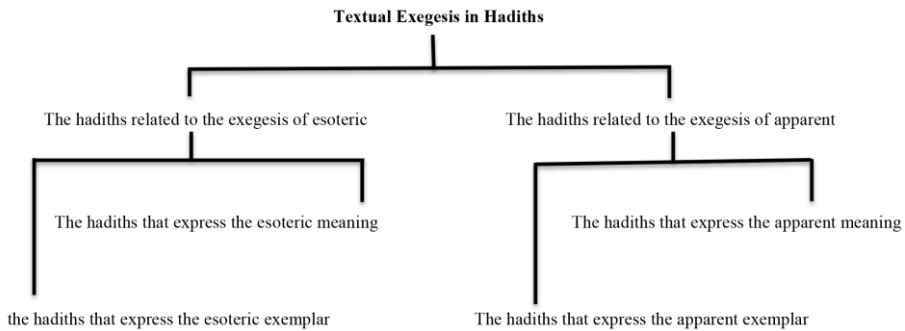 Textual Exegesis in Hadiths
The hadiths related to the exegesis of esoteric
The hadiths related to the exegesis of apparent
The hadiths that express the esoteric meaning
The hadiths that express the apparent meaning
the hadiths that express the esoteric exemplar
The hadiths that express the apparent exemplar